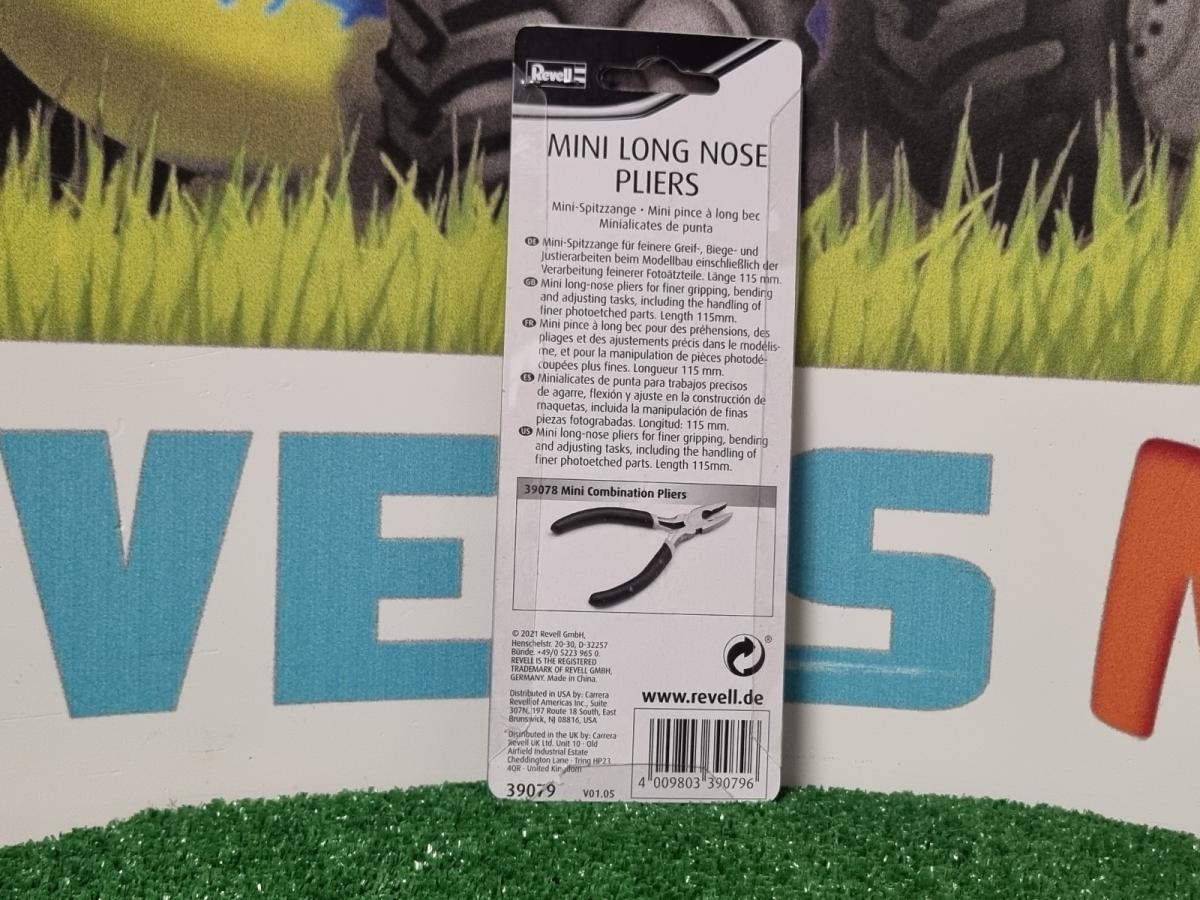 Revell
MINI LONG NOSE
PLIERS
Mini-Spitzzange • Mini pince à long bec
Minialicates de punta
DE Mini-Spitzzange für feinere Greif-, Biege- und
Justierarbeiten beim Modellbau einschließlich der
Verarbeitung feinerer Fotoätzteile. Länge 115 mm.
GB Mini long-nose pliers for finer gripping, bending
and adjusting tasks, including the handling of
finer photoetched parts. Length 115mm.
FR Mini pince à long bec pour des préhensions, des
pliages et des ajustements précis dans le modélis-
me, et pour la manipulation de pièces photodé-
coupées plus fines. Longueur 115 mm.
ES Minialicates de punta para trabajos precisos
de agarre, flexión y ajuste en la construcción de
maquetas, incluida la manipulación de finas
piezas fotograbadas. Longitud: 115 mm.
US Mini long-nose pliers for finer gripping, bending
and adjusting tasks, including the handling of
finer photoetched parts. Length 115mm.
39078 Mini Combination Pliers
© 2021 Revell GmbH,
Henschelstr. 20-30, D-32257
Bünde. +49/0 5223 965 0.
REVELL IS THE REGISTERED
TRADEMARK OF REVELL GMBH,
GERMANY. Made in China.
®
Distributed in USA by: Carrera
Revell of Americas Inc., Suite
307N, 197 Route 18 South, East
Brunswick, NJ 08816, USA
www.revell.de
Distributed in the UK by: Carrera
Revell UK Ltd. Unit 10 · Old
Airfield Industrial Estate
Cheddington Lane · Tring HP23
4QR · United Kingdom
39079 V01.05
4 009803 390796
VE S